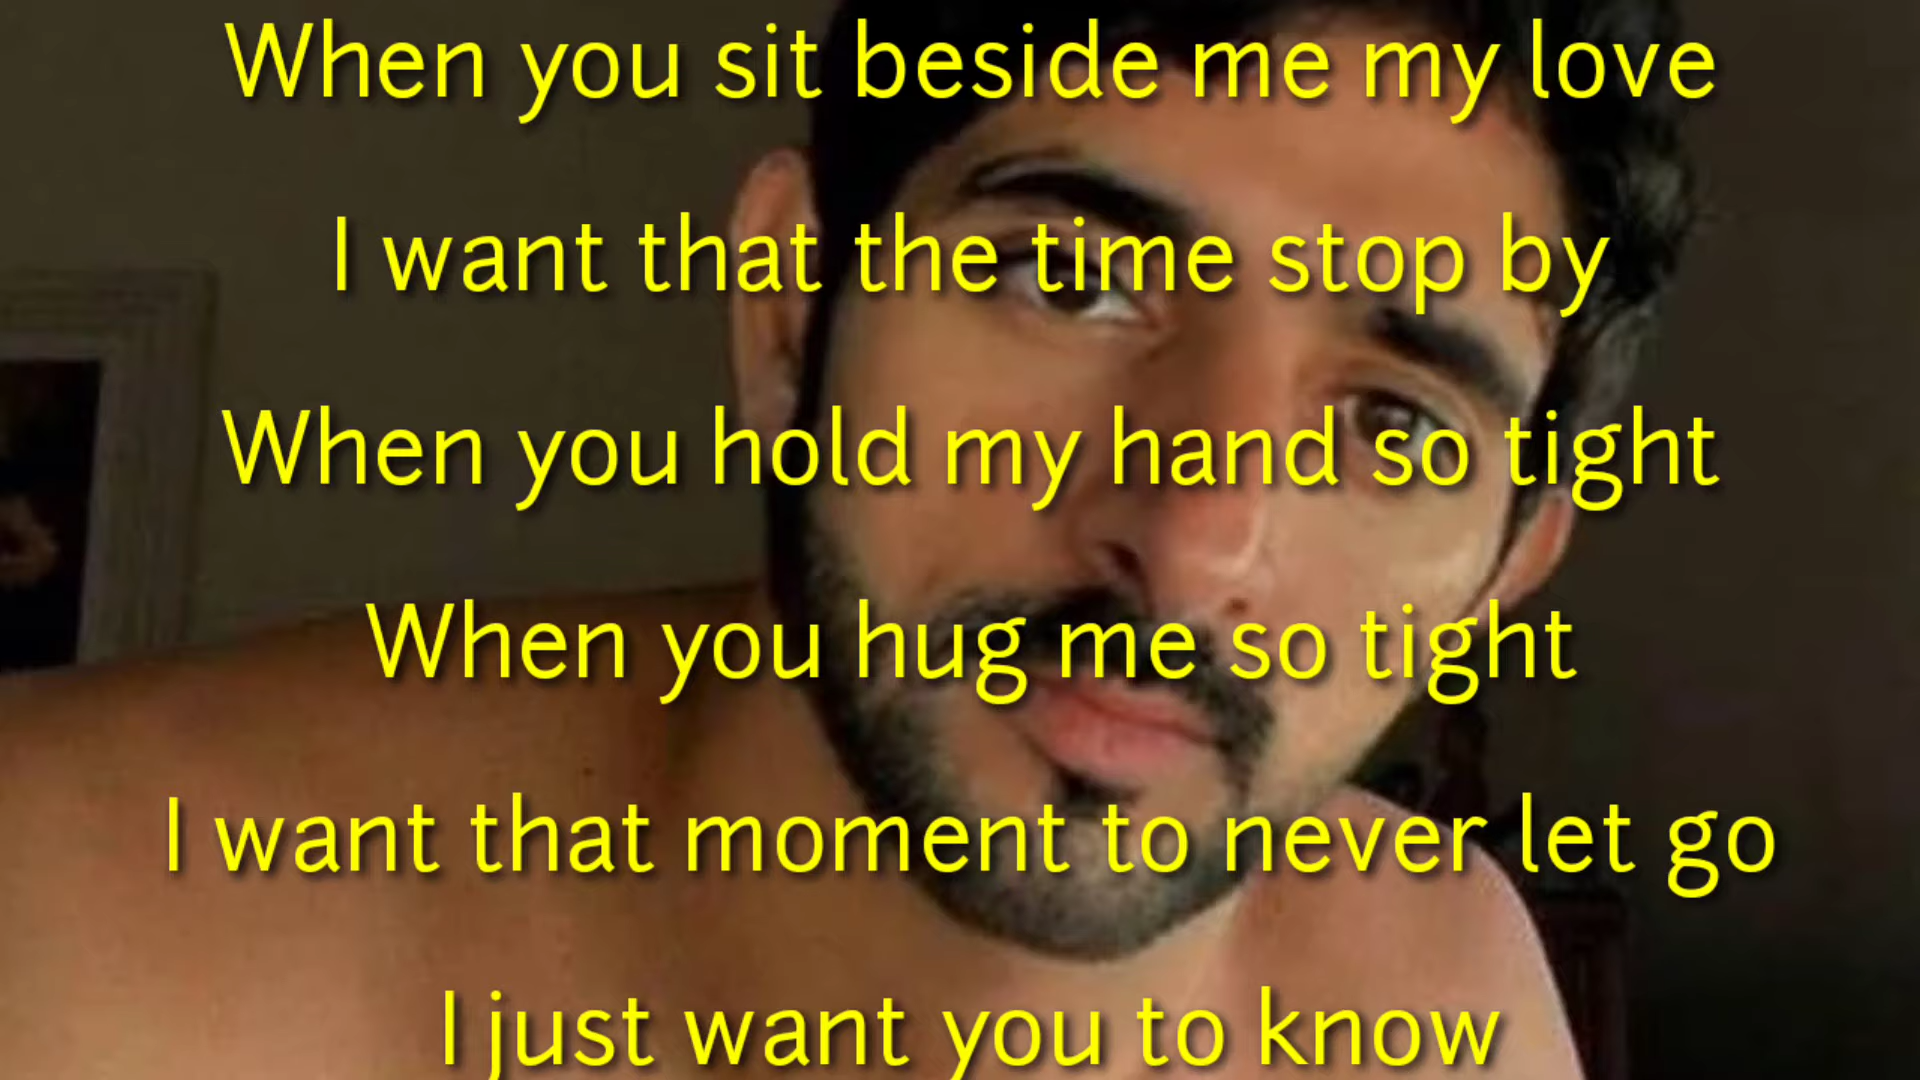 When you sit beside me my love
I want that the time stop by
When you hold my hand so tight
When you hug me so tight
I want that moment to never let go
I just want you to know